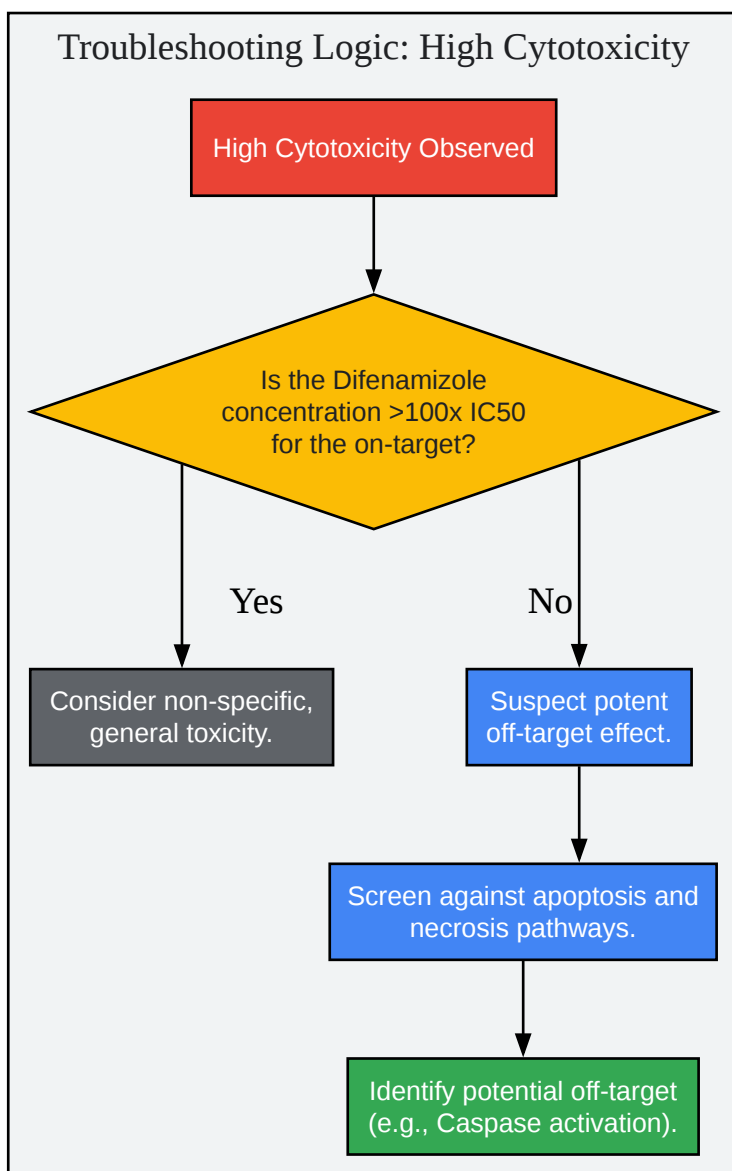 Troubleshooting Logic: High Cytotoxicity
High Cytotoxicity Observed
Is the Difenamizole
concentration >100x IC50
for the on-target?
Yes
No
Consider non-specific,
general toxicity.
Suspect potent
off-target effect.
Screen against apoptosis and
necrosis pathways.
Identify potential off-target
(e.g., Caspase activation).